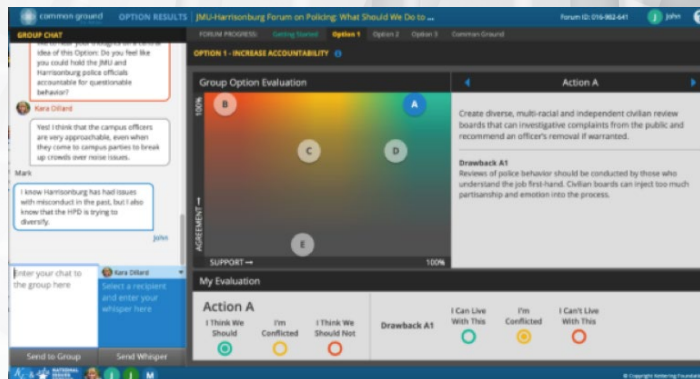 common ground
OPTION RESULTS
JMU-Harrisonburg Forum on Policing: What Should We Do to ...
Forum ID: 016-982-641
J
John
GROUP CHAT
idea of this Option: Do you feel like
you could hold the JMU and
Harrisonburg police officials
accountable for questionable
behavior?
Kara Dillard
Yes! I think that the campus officers
are very approachable, even when
they come to campus parties to break
up crowds over noise issues.
Mark
I know Harrisonburg has had issues
with misconduct in the past, but I also
know that the HPD is trying to
diversify.
John
Enter your chat to
the group here
Kara Dillard
Select a recipient
and enter your
whisper here
Send to Group
Send Whisper
FORUM PROGRESS:
Getting Started
Option 1
Option 2
Option 3
Common Ground
OPTION 1 - INCREASE ACCOUNTABILITY
Group Option Evaluation
100%
AGREEMENT →
B
A
C
D
E
SUPPORT →
100%
Action A
Create diverse, multi-racial and independent civilian review
boards that can investigative complaints from the public and
recommend an officer's removal if warranted.
Drawback A1
Reviews of police behavior should be conducted by those who
understand the job first-hand. Civilian boards can inject too much
partisanship and emotion into the process.
My Evaluation
Action A
I Think We
Should
I'm
Conflicted
I Think We
Should Not
Drawback A1
I Can Live
With This
I'm
Conflicted
I Can't Live
With This
J
J
M
© Copyright Kettering Foundation